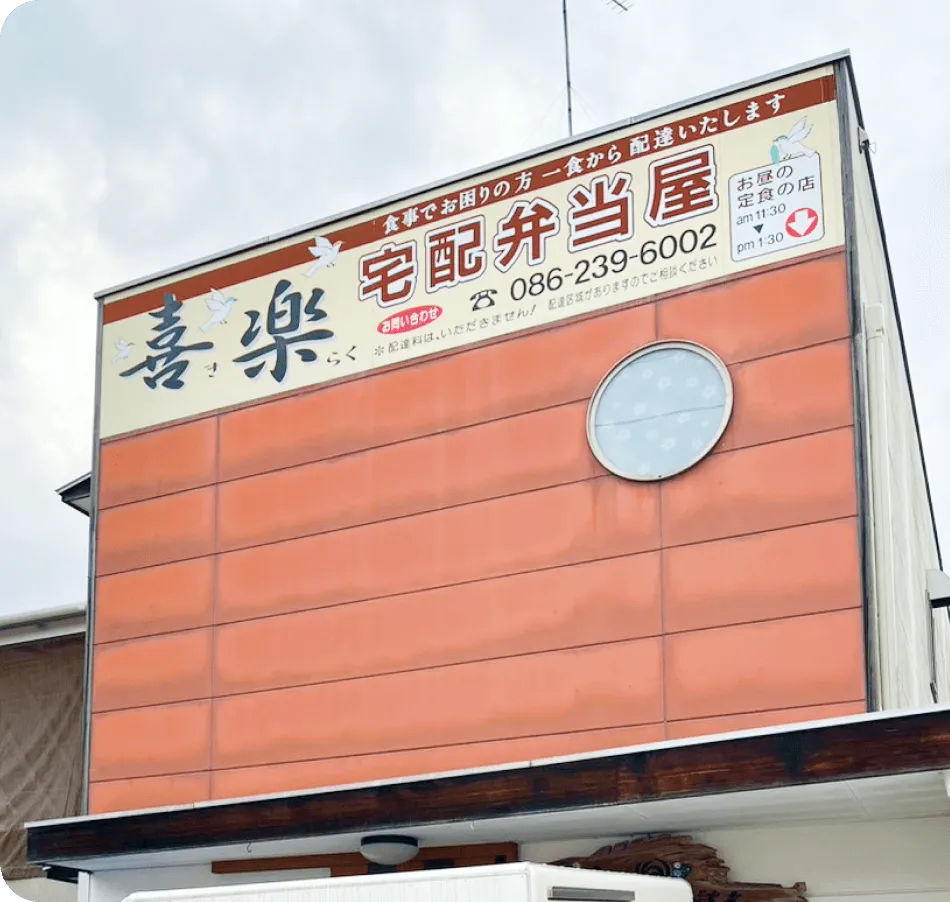 食事でお困りの方 一食から 配達いたします
喜楽
きらく
宅配弁当屋
お問い合わせ
☎ 086-239-6002
※配達料は、いただきません! 配達区域がありますのでご相談ください
お昼の
定食の店
am 11:30
▼
pm 1:30